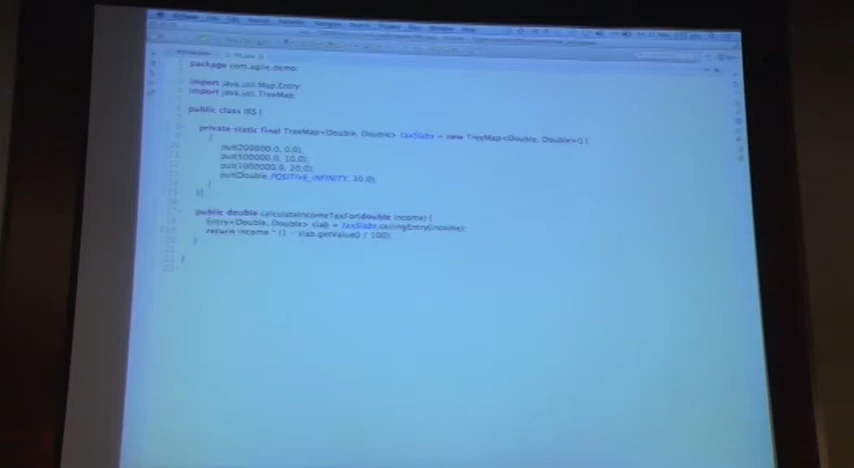 package com.agile.demo;
import java.util.Map.Entry;
import java.util.TreeMap;
public class IRS {
private static final TreeMap<Double, Double> taxSlabs = new TreeMap<Double, Double>() {
{
put(200000.0, 0.0);
put(500000.0, 10.0);
put(1000000.0, 20.0);
put(Double.POSITIVE_INFINITY, 30.0);
}
};
public double calculateIncomeTaxFor(double income) {
Entry<Double, Double> slab = taxSlabs.ceilingEntry(income);
return income * (1 - slab.getValue() / 100);
}
}